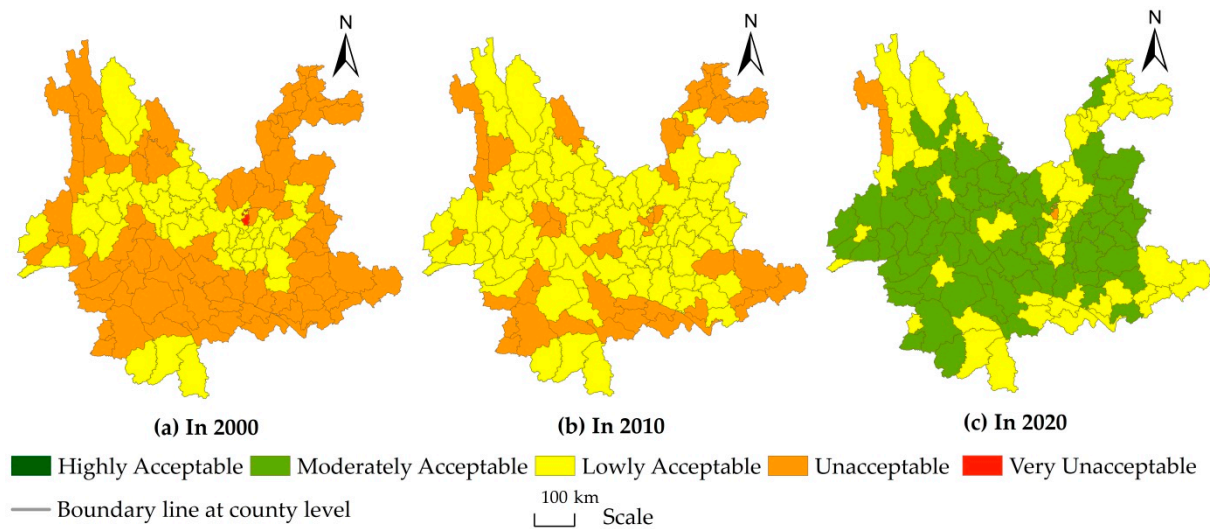 N
N
N
(a) In 2000
(b) In 2010
(c) In 2020
Highly Acceptable
Moderately Acceptable
Lowly Acceptable
Unacceptable
Very Unacceptable
Boundary line at county level
100 km
Scale